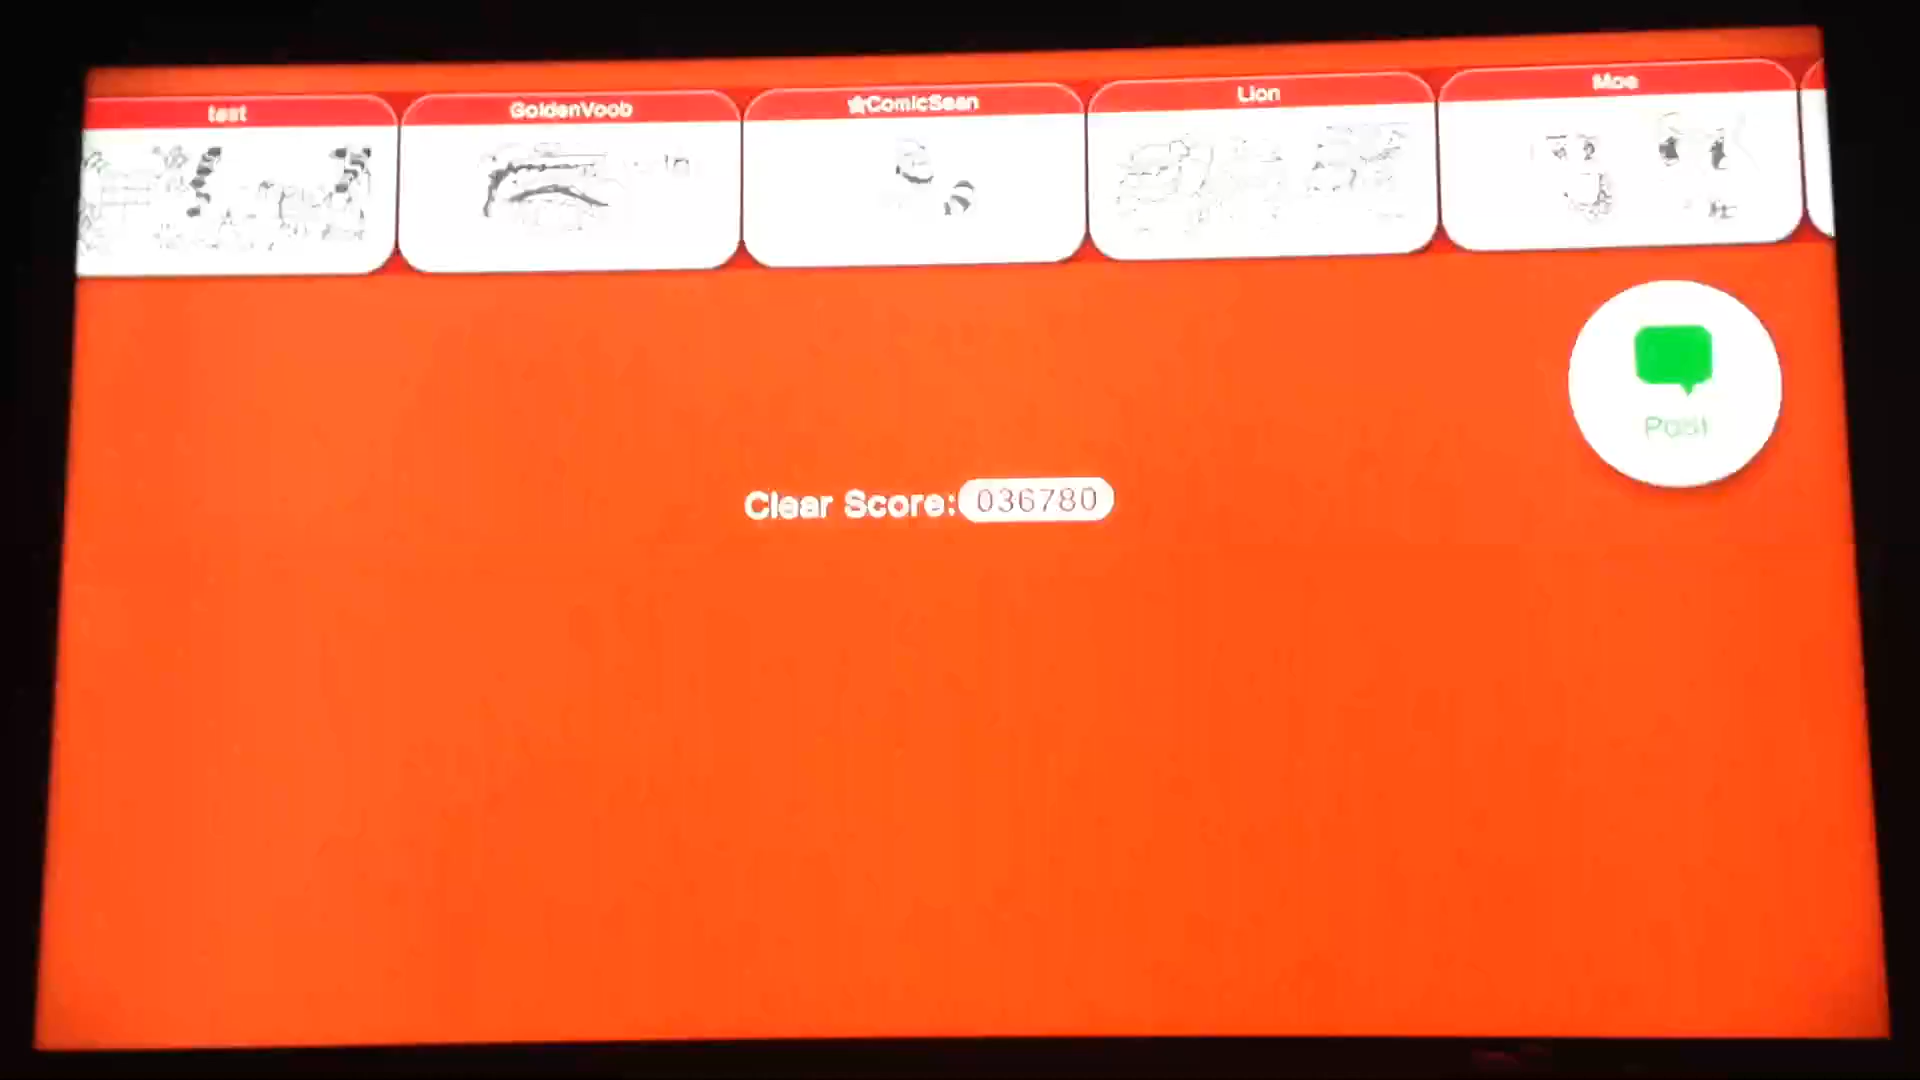 test
GoldenVoob
★ComicSean
Lion
Moe
Post
Clear Score: 036780